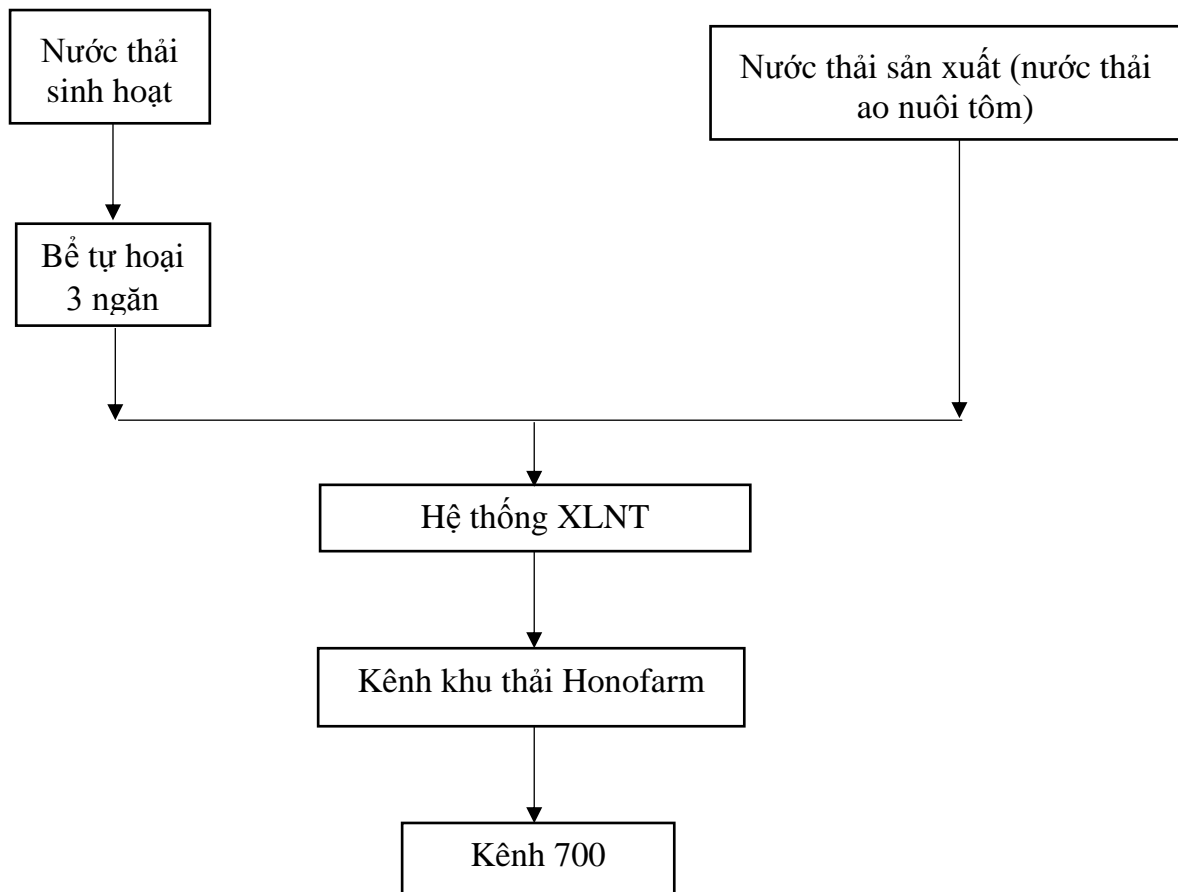 Nước thải
sinh hoạt
Nước thải sản xuất (nước thải
ao nuôi tôm)
Bể tự hoại
3 ngăn
Hệ thống XLNT
Kênh khu thải Honofarm
Kênh 700